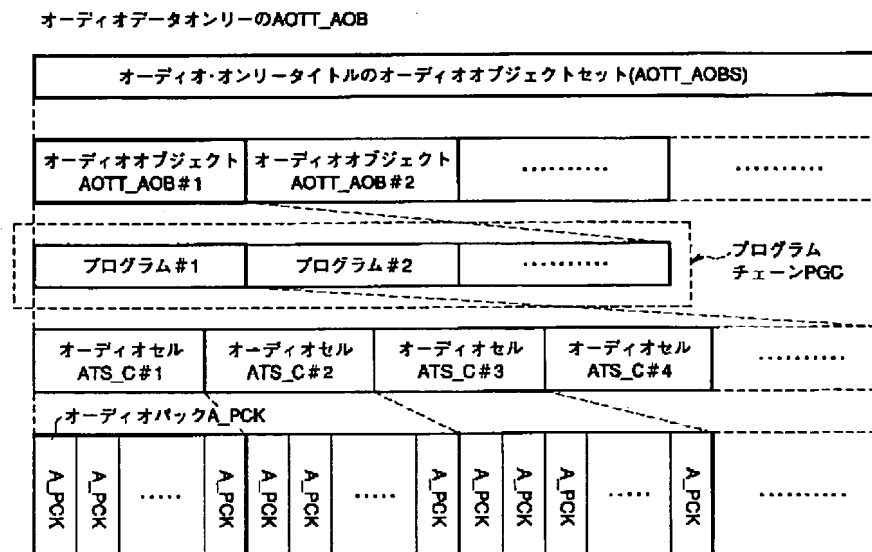 オーディオデータオンリーのAOTT_AOB
オーディオ・オンリータイトルのオーディオオブジェクトセット(AOTT_AOBS)
オーディオオブジェクト
AOTT_AOB#1
オーディオオブジェクト
AOTT_AOB#2
..........
..........
プログラム#1
プログラム#2
..........
プログラム
チェーンPGC
オーディオセル
ATS_C#1
オーディオセル
ATS_C#2
オーディオセル
ATS_C#3
オーディオセル
ATS_C#4
..........
オーディオパックA_PCK
A_PCK
A_PCK
.....
A_PCK
A_PCK
A_PCK
.....
A_PCK
A_PCK
A_PCK
A_PCK
.....
A_PCK
..........